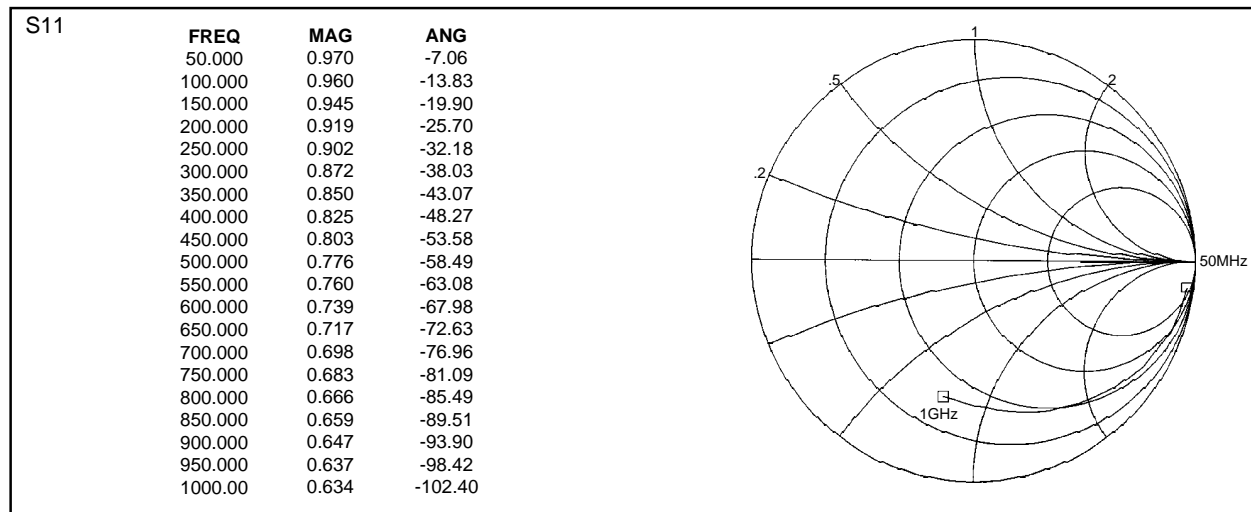 S11
FREQ MAG ANG
50.000 0.970 -7.06
100.000 0.960 -13.83
150.000 0.945 -19.90
200.000 0.919 -25.70
250.000 0.902 -32.18
300.000 0.872 -38.03
350.000 0.850 -43.07
400.000 0.825 -48.27
450.000 0.803 -53.58
500.000 0.776 -58.49
550.000 0.760 -63.08
600.000 0.739 -67.98
650.000 0.717 -72.63
700.000 0.698 -76.96
750.000 0.683 -81.09
800.000 0.666 -85.49
850.000 0.659 -89.51
900.000 0.647 -93.90
950.000 0.637 -98.42
1000.00 0.634 -102.40
1
.5
2
.2
50MHz
1GHz